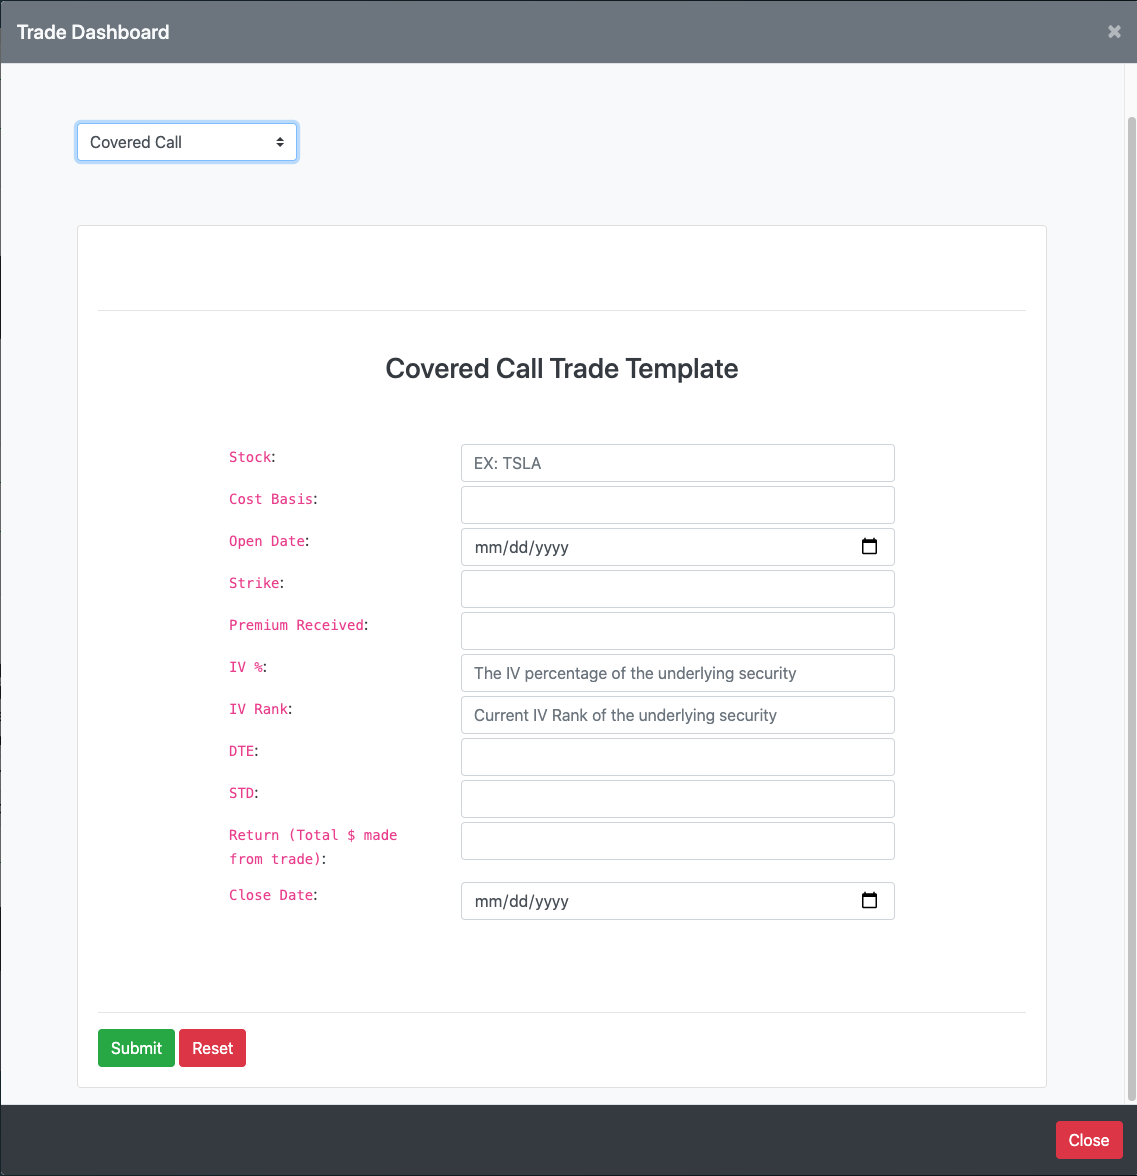 Trade Dashboard
Covered Call
Covered Call Trade Template
Stock:
EX: TSLA
Cost Basis:
Open Date:
mm/dd/yyyy
Strike:
Premium Received:
IV %:
The IV percentage of the underlying security
IV Rank:
Current IV Rank of the underlying security
DTE:
STD:
Return (Total $ made
from trade):
Close Date:
mm/dd/yyyy
Submit
Reset
Close